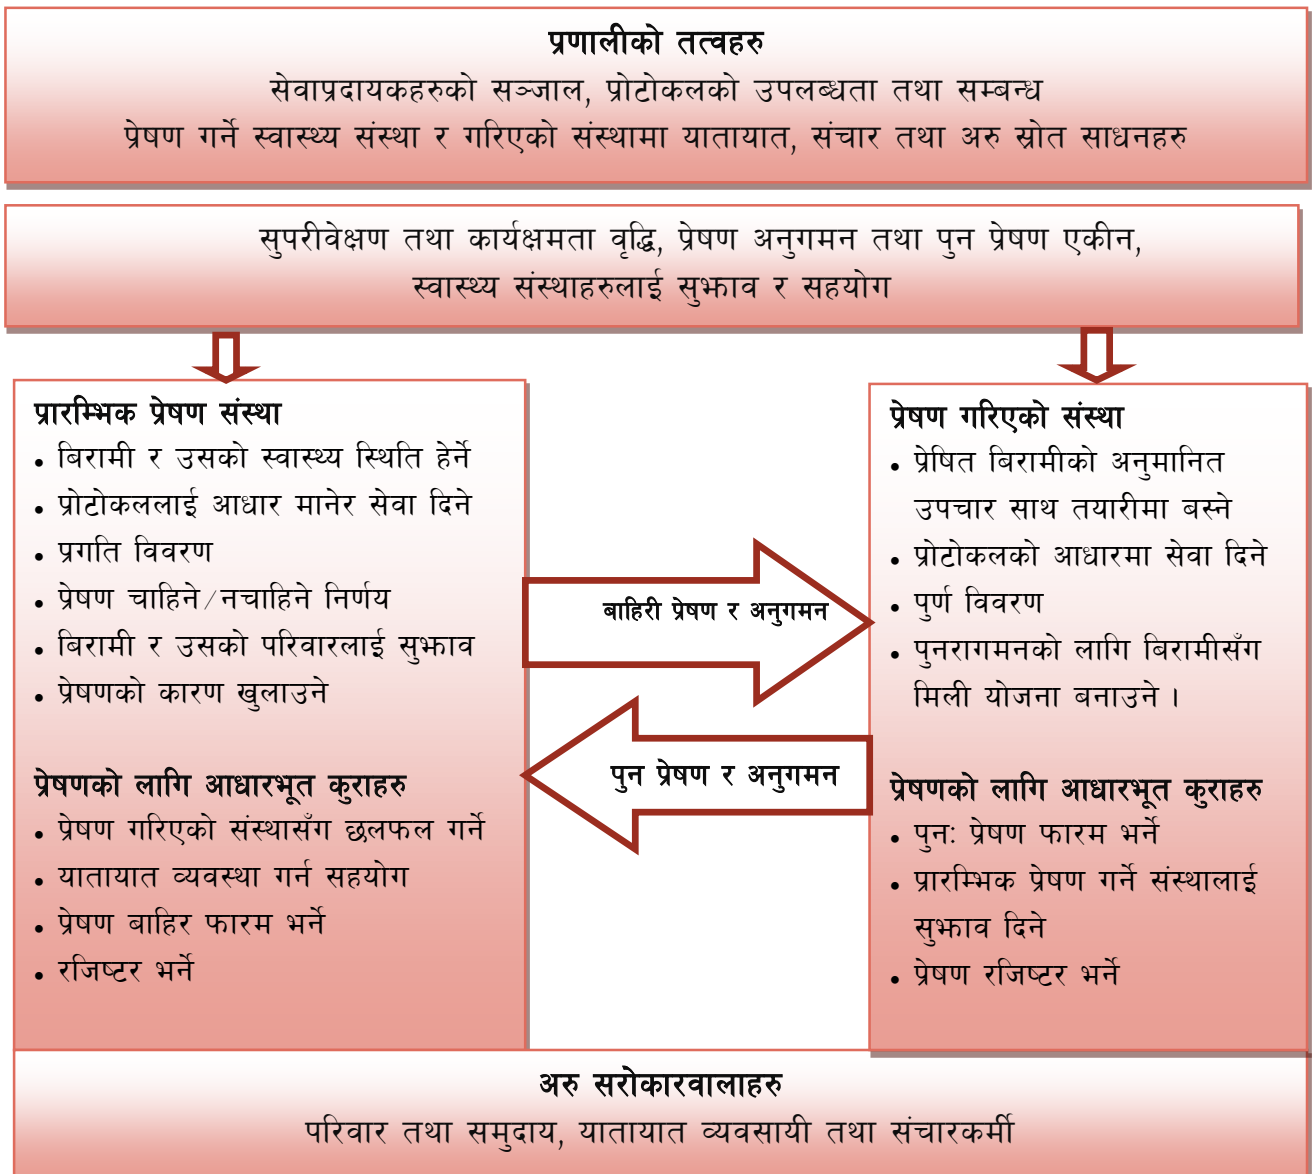 प्रणालीको तत्वहरु
सेवाप्रदायकहरुको सञ्जाल, प्रोटोकलको उपलब्धता तथा सम्बन्ध
प्रेषण गर्ने स्वास्थ्य संस्था र गरिएको संस्थामा यातायात, संचार तथा अरु स्रोत साधनहरु
सुपरीवेक्षण तथा कार्यक्षमता वृद्धि, प्रेषण अनुगमन तथा पुन प्रेषण एकीन,
स्वास्थ्य संस्थाहरुलाई सुझाव र सहयोग
प्रारम्भिक प्रेषण संस्था
• बिरामी र उसको स्वास्थ्य स्थिति हेर्ने
• प्रोटोकललाई आधार मानेर सेवा दिने
• प्रगति विवरण
• प्रेषण चाहिने/नचाहिने निर्णय
• बिरामी र उसको परिवारलाई सुझाव
• प्रेषणको कारण खुलाउने
प्रेषणको लागि आधारभूत कुराहरु
• प्रेषण गरिएको संस्थासँग छलफल गर्ने
• यातायात व्यवस्था गर्न सहयोग
• प्रेषण बाहिर फारम भर्ने
• रजिष्टर भर्ने
बाहिरी प्रेषण र अनुगमन
पुन प्रेषण र अनुगमन
प्रेषण गरिएको संस्था
• प्रेषित बिरामीको अनुमानित
उपचार साथ तयारीमा बस्ने
• प्रोटोकलको आधारमा सेवा दिने
• पुर्ण विवरण
• पुनरागमनको लागि बिरामीसँग
मिली योजना बनाउने ।
प्रेषणको लागि आधारभूत कुराहरु
• पुनः प्रेषण फारम भर्ने
• प्रारम्भिक प्रेषण गर्ने संस्थालाई
सुझाव दिने
• प्रेषण रजिष्टर भर्ने
अरु सरोकारवालाहरु
परिवार तथा समुदाय, यातायात व्यवसायी तथा संचारकर्मी